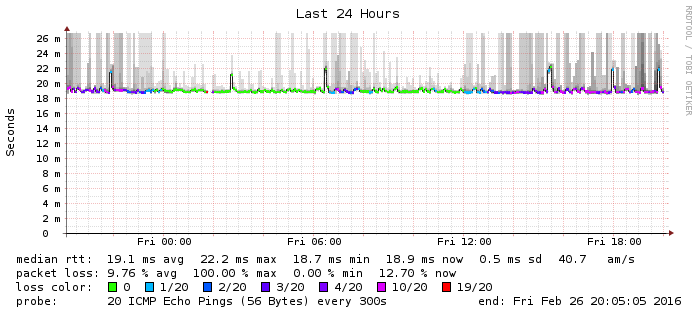 Last 24 Hours
RRDTOOL / TOBI OETIKER
Seconds
26 m
24 m
22 m
20 m
18 m
16 m
14 m
12 m
10 m
8 m
6 m
4 m
2 m
0
Fri 00:00 Fri 06:00 Fri 12:00 Fri 18:00
median rtt: 19.1 ms avg 22.2 ms max 18.7 ms min 18.9 ms now 0.5 ms sd 40.7 am/s
packet loss: 9.76 % avg 100.00 % max 0.00 % min 12.70 % now
loss color: 0 1/20 2/20 3/20 4/20 10/20 19/20
probe: 20 ICMP Echo Pings (56 Bytes) every 300s end: Fri Feb 26 20:05:05 2016